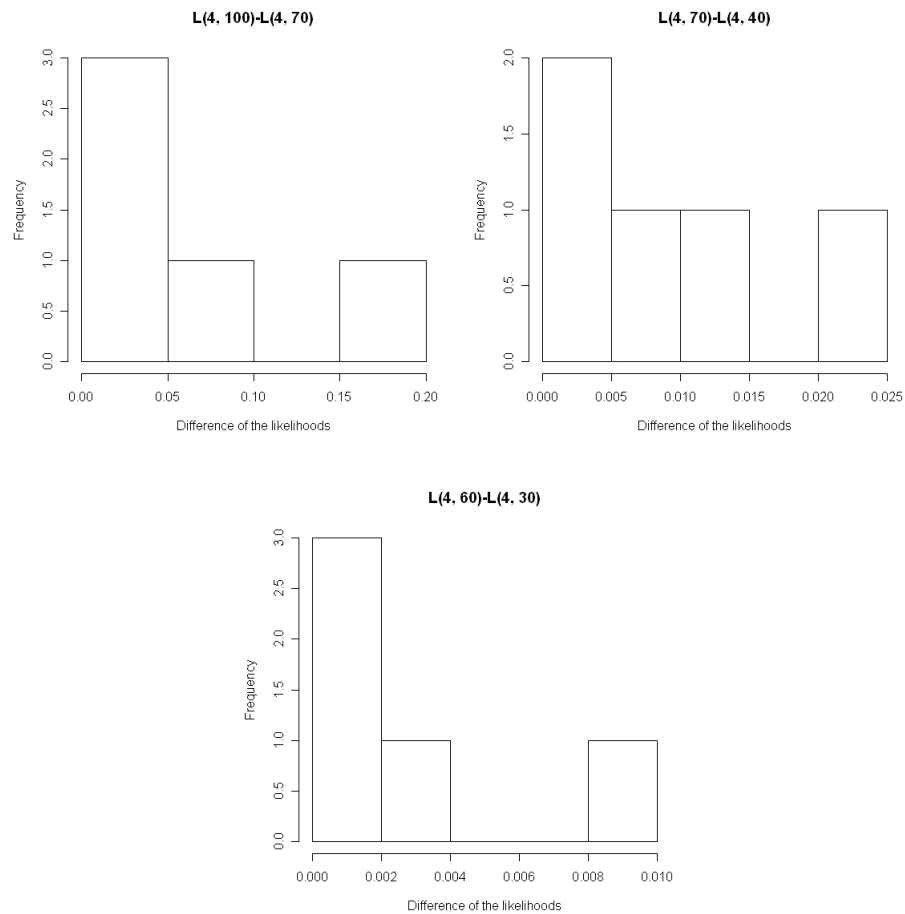 L(4, 100)-L(4, 70)
Frequency
3.0
2.5
2.0
1.5
1.0
0.5
0.0
0.00 0.05 0.10 0.15 0.20
Difference of the likelihoods
L(4, 70)-L(4, 40)
Frequency
2.0
1.5
1.0
0.5
0.0
0.000 0.005 0.010 0.015 0.020 0.025
Difference of the likelihoods
L(4, 60)-L(4, 30)
Frequency
3.0
2.5
2.0
1.5
1.0
0.5
0.0
0.000 0.002 0.004 0.006 0.008 0.010
Difference of the likelihoods